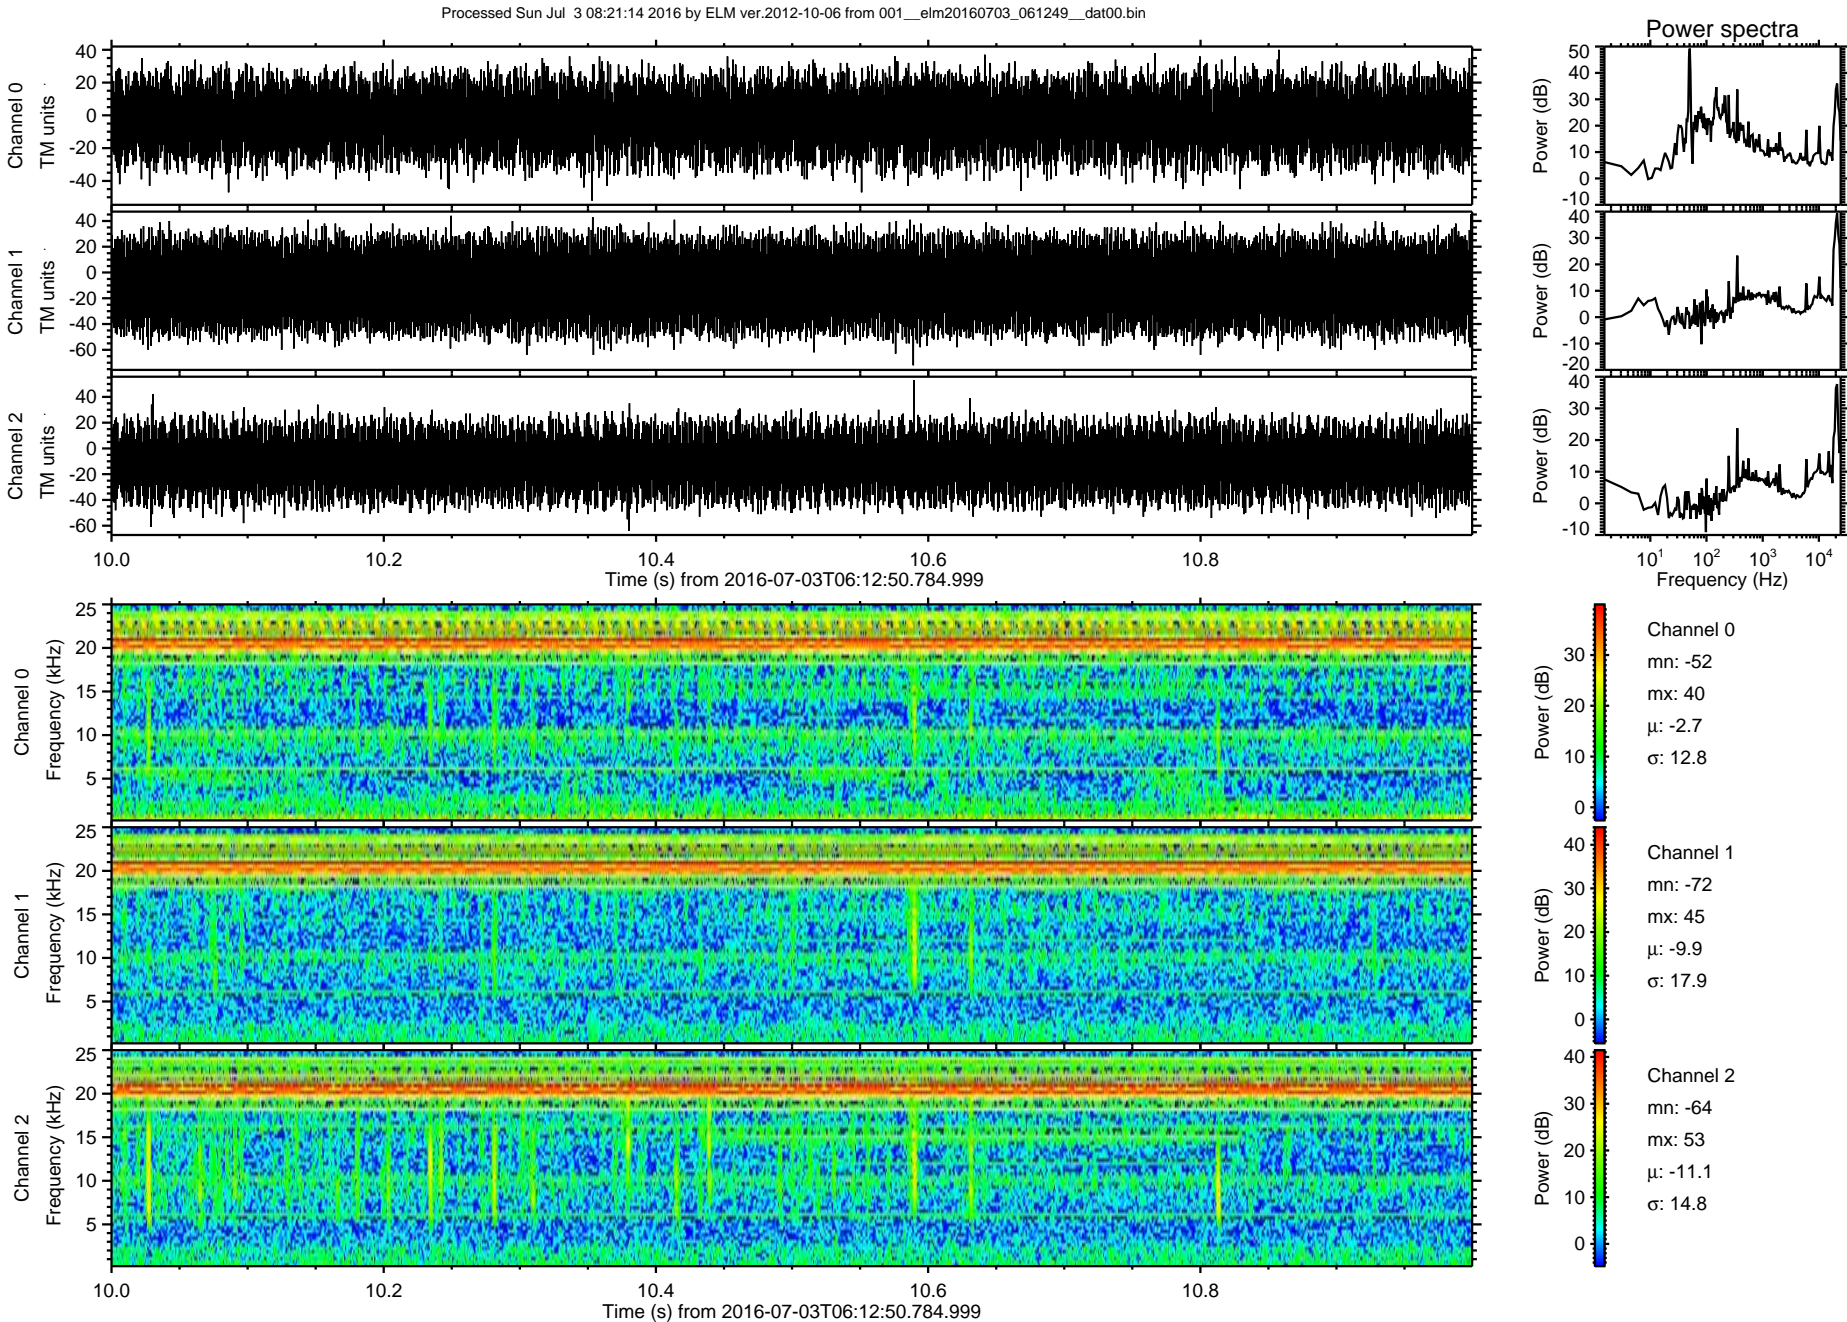 Processed Sun Jul 3 08:21:14 2016 by ELM ver.2012-10-06 from 001__elm20160703_061249__dat00.bin
Power spectra
Channel 0
TM units
40
20
0
-20
-40
Power (dB)
50
40
30
20
10
0
-10
Channel 1
TM units
40
20
0
-20
-40
-60
Power (dB)
40
30
20
10
0
-10
-20
Channel 2
TM units
40
20
0
-20
-40
-60
Power (dB)
40
30
20
10
0
-10
10.0 10.2 10.4 10.6 10.8
Time (s) from 2016-07-03T06:12:50.784.999
10^1 10^2 10^3 10^4
Frequency (Hz)
Channel 0
Frequency (kHz)
25
20
15
10
5
Power (dB)
30
20
10
0
Channel 0
mn: -52
mx: 40
μ: -2.7
σ: 12.8
Channel 1
Frequency (kHz)
25
20
15
10
5
Power (dB)
40
30
20
10
0
Channel 1
mn: -72
mx: 45
μ: -9.9
σ: 17.9
Channel 2
Frequency (kHz)
25
20
15
10
5
Power (dB)
40
30
20
10
0
Channel 2
mn: -64
mx: 53
μ: -11.1
σ: 14.8
10.0 10.2 10.4 10.6 10.8
Time (s) from 2016-07-03T06:12:50.784.999